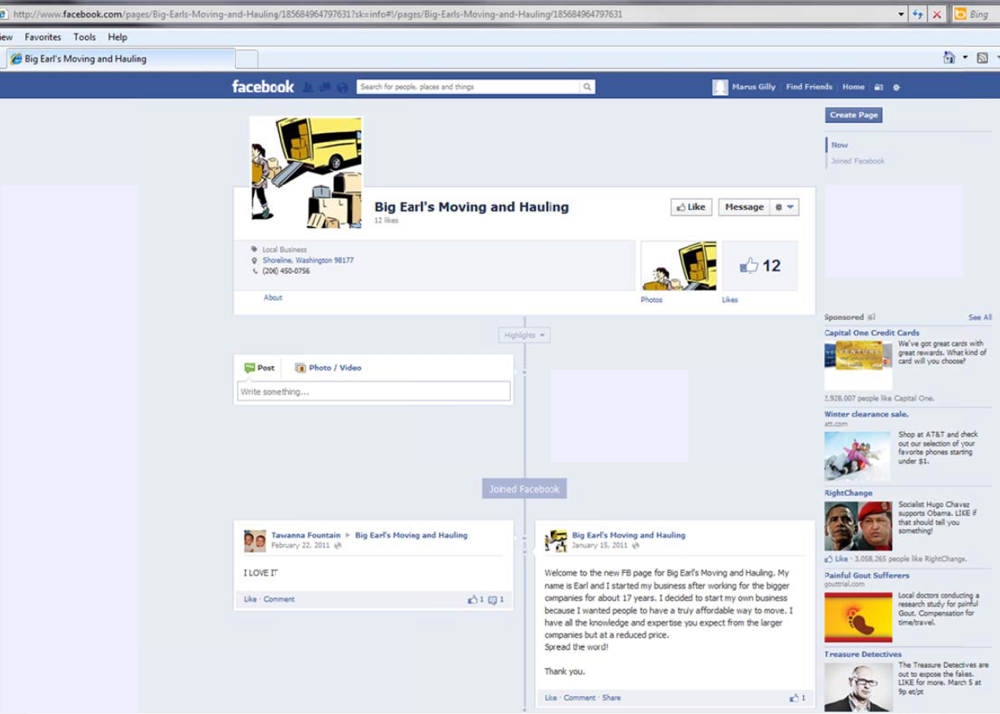 http://www.facebook.com/pages/Big-Earls-Moving-and-Hauling/185684964797631?sk=info#!/pages/Big-Earls-Moving-and-Hauling/185684964797631
Bing
iew Favorites Tools Help
Big Earl's Moving and Hauling
facebook
Search for people, places and things
Marus Gilly
Find Friends
Home
Create Page
Now
Joined Facebook
Big Earl's Moving and Hauling
12 likes
Like
Message
Local Business
Shoreline, Washington 98177
(206) 450-0756
About
12
Photos
Likes
Highlights
Post
Photo / Video
Write something...
Joined Facebook
Tawanna Fountain ▸ Big Earl's Moving and Hauling
February 22, 2011
I LOVE IT
Like · Comment
1 1
Big Earl's Moving and Hauling
January 15, 2011
Welcome to the new FB page for Big Earl's Moving and Hauling. My
name is Earl and I started my business after working for the bigger
companies for about 17 years. I decided to start my own business
because I wanted people to have a truly affordable way to move. I
have all the knowledge and expertise you expect from the larger
companies but at a reduced price.
Spread the word!
Thank you.
Like · Comment · Share
1
Sponsored
See All
Capital One Credit Cards
VENTURE
VISA
We've got great cards with
great rewards. What kind of
card will you choose?
2,928,007 people like Capital One.
Winter clearance sale.
att.com
Shop at AT&T and check
out our selection of your
favorite phones starting
under $1.
RightChange
Socialist Hugo Chavez
supports Obama. LIKE if
that should tell you
something!
Like · 3,058,265 people like RightChange.
Painful Gout Sufferers
gouttrial.com
Local doctors conducting a
research study for painful
Gout. Compensation for
time/travel.
Treasure Detectives
The Treasure Detectives are
out to expose the fakes.
LIKE for more. March 5 at
9p et/pt